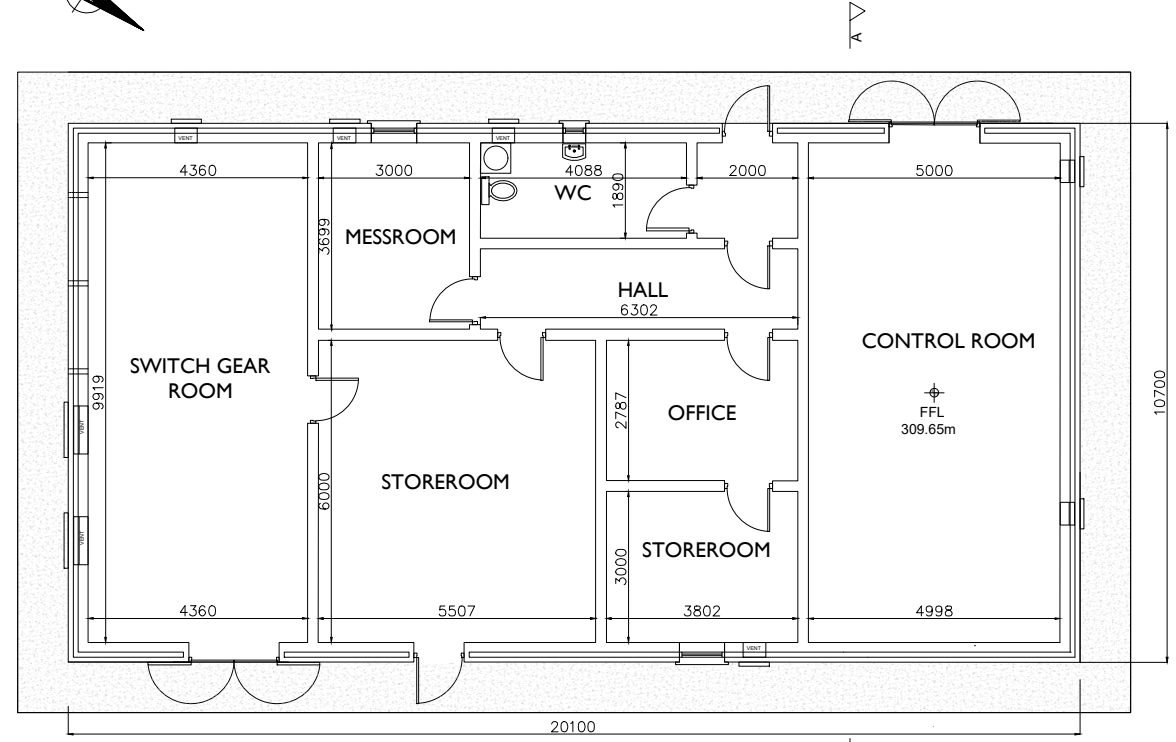 A
VENT
VENT
VENT
4360
3000
4088
2000
5000
WC
1890
3699
MESSROOM
HALL
6302
CONTROL ROOM
SWITCH GEAR
ROOM
9919
10700
2787
OFFICE
FFL
309.65m
VENT
STOREROOM
6000
STOREROOM
3000
VENT
4360
5507
3802
4998
VENT
20100